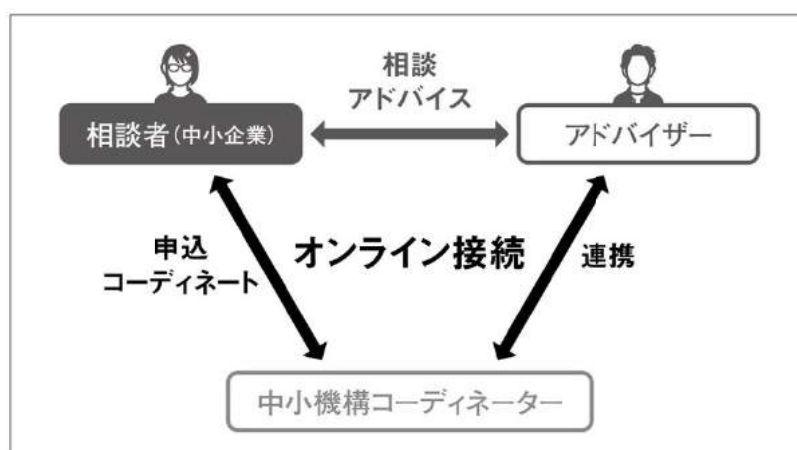 相談
アドバイス
相談者(中小企業)
アドバイザー
申込
コーディネート
オンライン接続
連携
中小機構コーディネーター